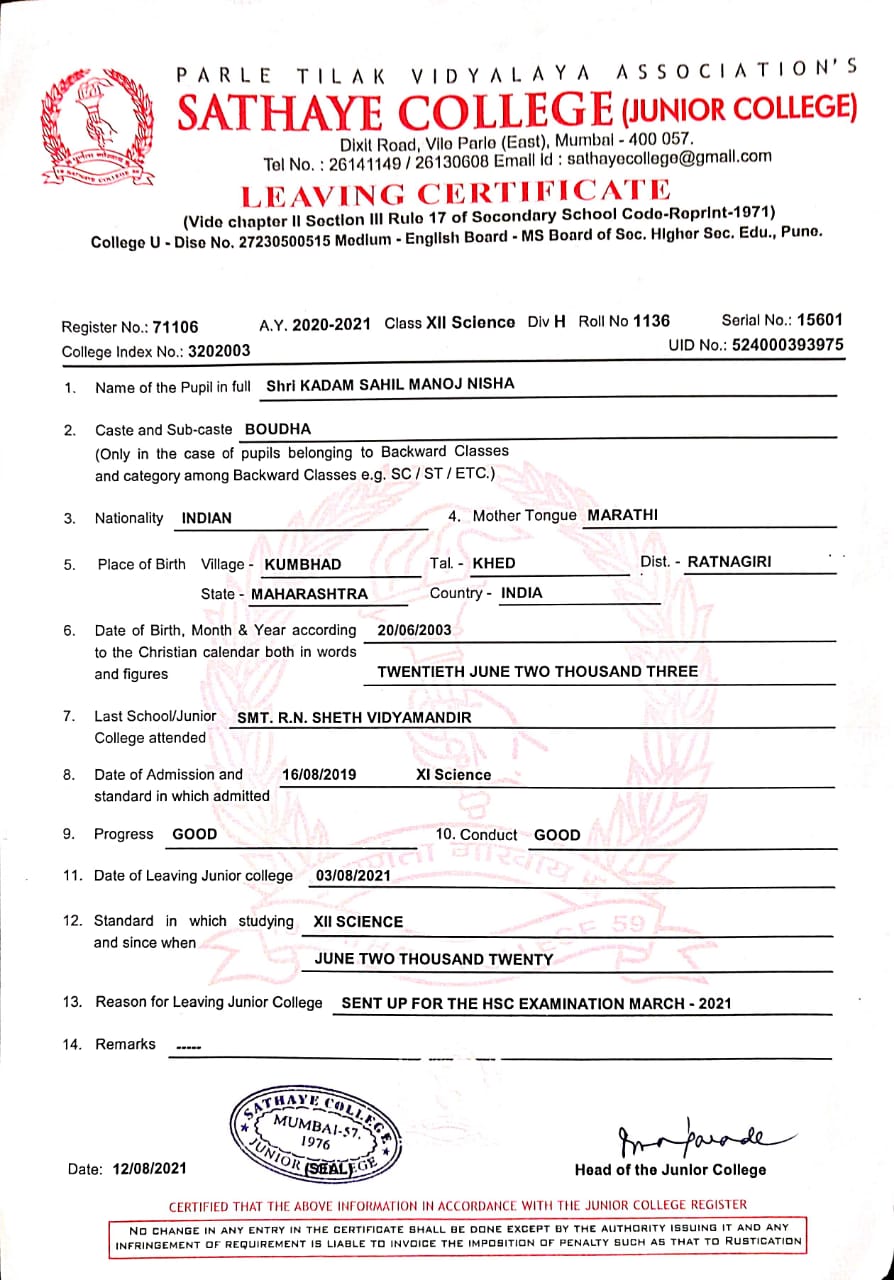 PARLE TILAK VIDYALAYA ASSOCIATION'S
SATHAYE COLLEGE (JUNIOR COLLEGE)
Dixit Road, Vile Parle (East), Mumbai - 400 057.
Tel No. : 26141149 / 26130608 Email id : sathayecollege@gmail.com
LEAVING CERTIFICATE
(Vide chapter II Section III Rule 17 of Secondary School Code-Reprint-1971)
College U - Dise No. 27230500515 Medium - English Board - MS Board of Sec. Higher Sec. Edu., Pune.
Register No.: 71106 A.Y. 2020-2021 Class XII Science Div H Roll No 1136 Serial No.: 15601
College Index No.: 3202003 UID No.: 524000393975
1. Name of the Pupil in full Shri KADAM SAHIL MANOJ NISHA
2. Caste and Sub-caste BOUDHA
(Only in the case of pupils belonging to Backward Classes
and category among Backward Classes e.g. SC / ST / ETC.)
3. Nationality INDIAN 4. Mother Tongue MARATHI
5. Place of Birth Village - KUMBHAD Tal. - KHED Dist. - RATNAGIRI
State - MAHARASHTRA Country - INDIA
6. Date of Birth, Month & Year according 20/06/2003
to the Christian calendar both in words
and figures TWENTIETH JUNE TWO THOUSAND THREE
7. Last School/Junior SMT. R.N. SHETH VIDYAMANDIR
College attended
8. Date of Admission and 16/08/2019 XI Science
standard in which admitted
9. Progress GOOD 10. Conduct GOOD
11. Date of Leaving Junior college 03/08/2021
12. Standard in which studying XII SCIENCE
and since when
JUNE TWO THOUSAND TWENTY
13. Reason for Leaving Junior College SENT UP FOR THE HSC EXAMINATION MARCH - 2021
14. Remarks -----
SATHAYE COLLEGE
MUMBAI-57.
1976
JUNIOR COLLEGE
(SEAL)
Date: 12/08/2021 Head of the Junior College
CERTIFIED THAT THE ABOVE INFORMATION IN ACCORDANCE WITH THE JUNIOR COLLEGE REGISTER
NO CHANGE IN ANY ENTRY IN THE CERTIFICATE SHALL BE DONE EXCEPT BY THE AUTHORITY ISSUING IT AND ANY
INFRINGEMENT OF REQUIREMENT IS LIABLE TO INVOICE THE IMPOSITION OF PENALTY SUCH AS THAT TO RUSTICATION